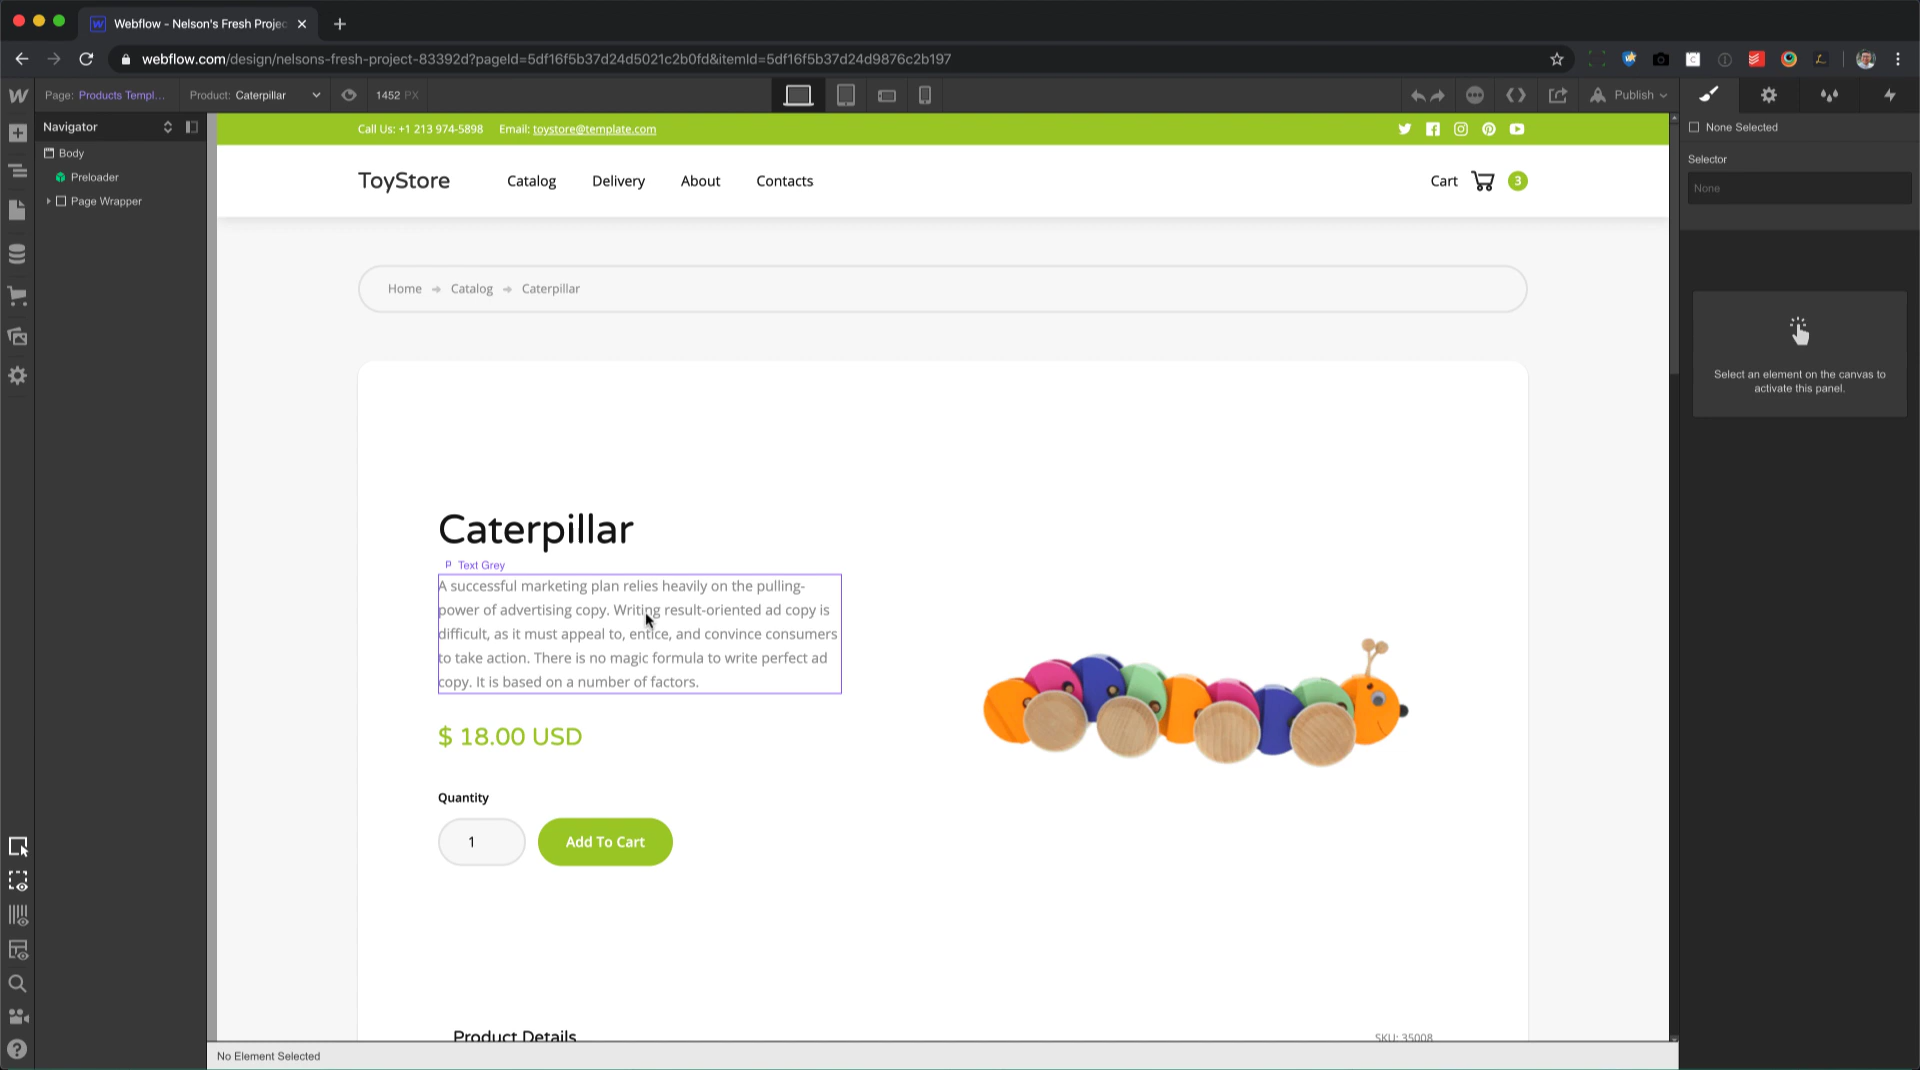 Webflow - Nelson's Fresh Projec
webflow.com/design/nelsons-fresh-project-83392d?pageId=5df16f5b37d24d5021c2b0fd&itemId=5df16f5b37d24d9876c2b197
Page: Products Templ...
Product: Caterpillar
1452 PX
Publish
Navigator
Body
Preloader
Page Wrapper
Call Us: +1 213 974-5898
Email: toystore@template.com
ToyStore
Catalog
Delivery
About
Contacts
Cart
3
Home
Catalog
Caterpillar
Caterpillar
P Text Grey
A successful marketing plan relies heavily on the pulling-
power of advertising copy. Writing result-oriented ad copy is
difficult, as it must appeal to, entice, and convince consumers
to take action. There is no magic formula to write perfect ad
copy. It is based on a number of factors.
$ 18.00 USD
Quantity
1
Add To Cart
Product Details
SKU: 35008
No Element Selected
None Selected
Selector
None
Select an element on the canvas to
activate this panel.